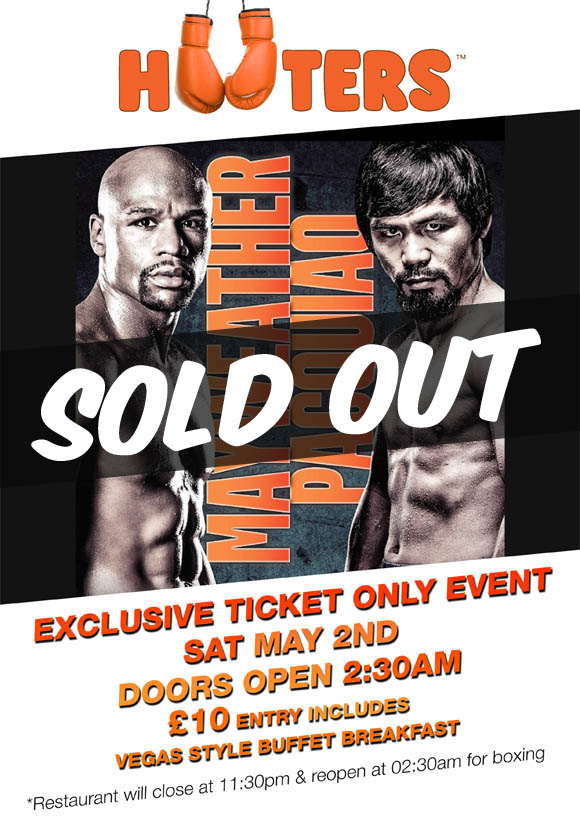 HOOTERS™
MAYWEATHER
PACQUIAO
SOLD OUT
EXCLUSIVE TICKET ONLY EVENT
SAT MAY 2ND
DOORS OPEN 2:30AM
£10 ENTRY INCLUDES
VEGAS STYLE BUFFET BREAKFAST
*Restaurant will close at 11:30pm & reopen at 02:30am for boxing